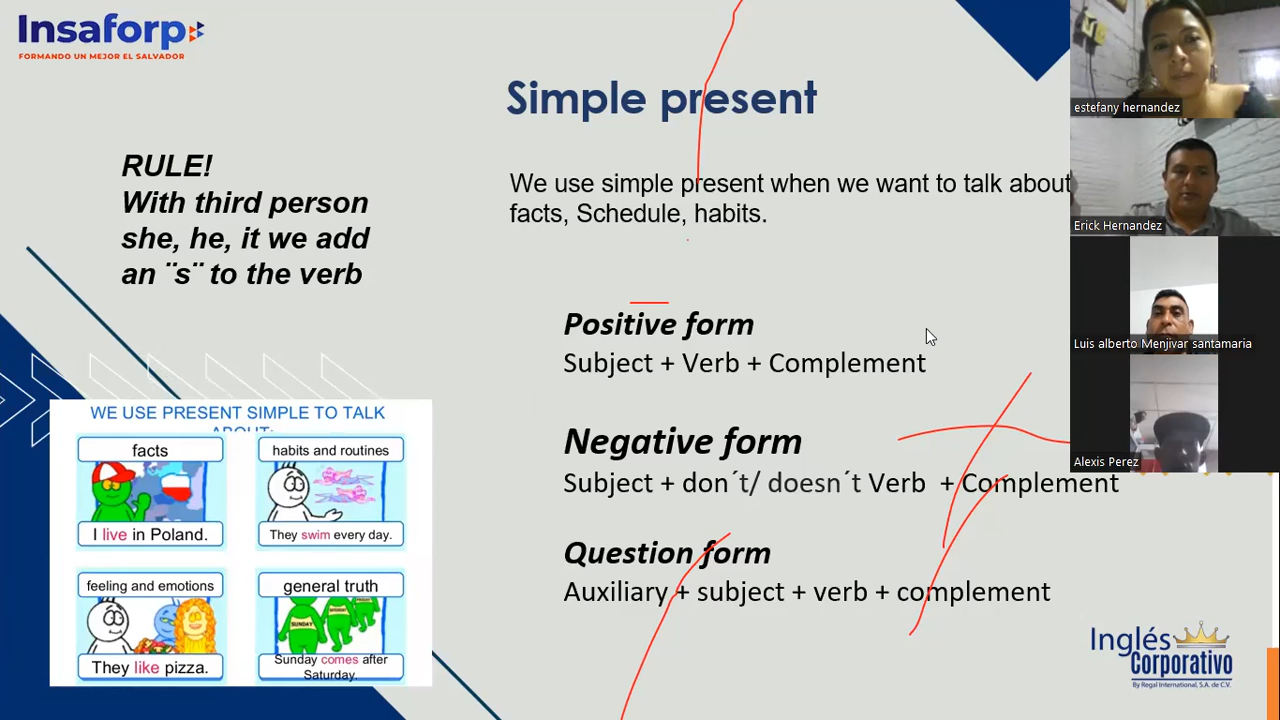 Insaforp
FORMANDO UN MEJOR EL SALVADOR
Simple present
RULE!
With third person
she, he, it we add
an ¨s¨ to the verb
We use simple present when we want to talk about
facts, Schedule, habits.
Positive form
Subject + Verb + Complement
Negative form
Subject + don´t/ doesn´t Verb + Complement
Question form
Auxiliary + subject + verb + complement
WE USE PRESENT SIMPLE TO TALK
ABOUT:
facts
I live in Poland.
habits and routines
They swim every day.
feeling and emotions
They like pizza.
general truth
SUNDAY
Sunday comes after
Saturday.
estefany hernandez
Erick Hernandez
Luis alberto Menjivar santamaria
Alexis Perez
Inglés
Corporativo
By Regal International, S.A. de C.V.